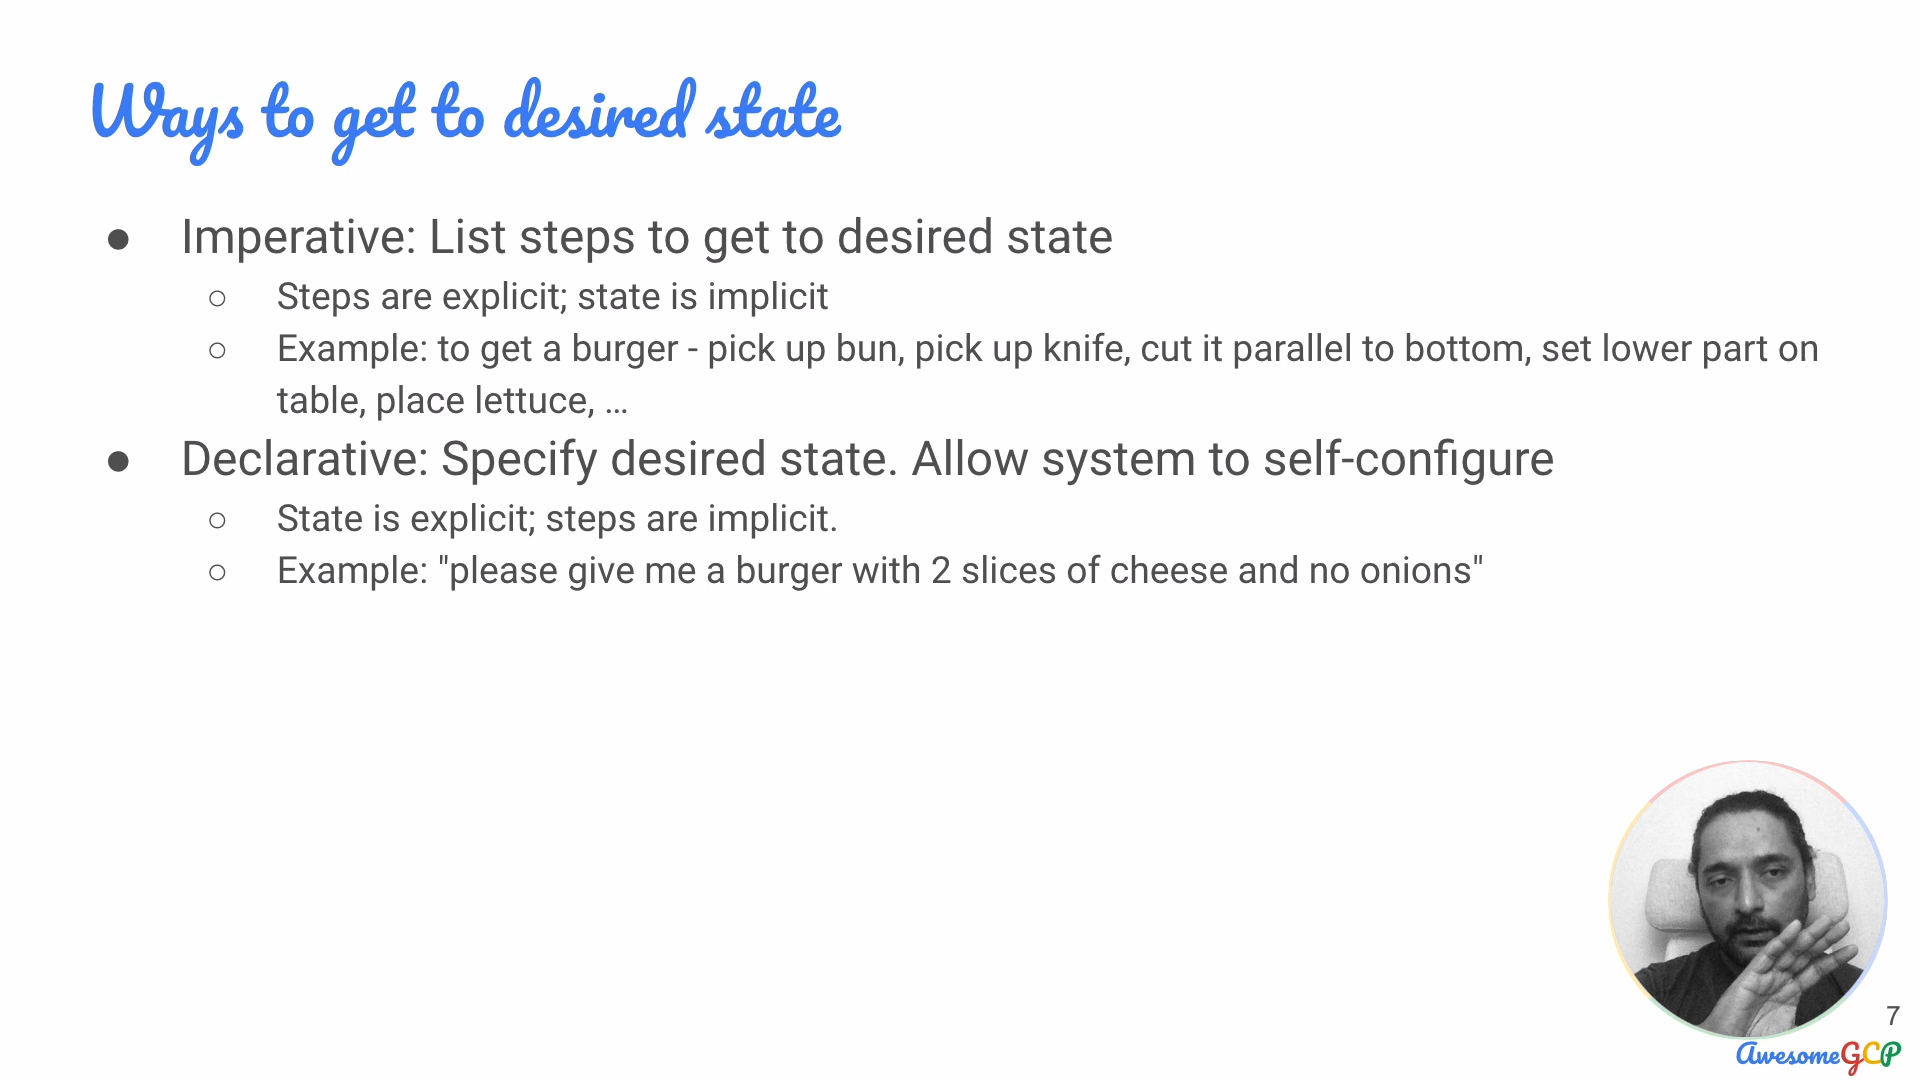 Ways to get to desired state
● Imperative: List steps to get to desired state
○ Steps are explicit; state is implicit
○ Example: to get a burger - pick up bun, pick up knife, cut it parallel to bottom, set lower part on
table, place lettuce, …
● Declarative: Specify desired state. Allow system to self-configure
○ State is explicit; steps are implicit.
○ Example: "please give me a burger with 2 slices of cheese and no onions"
7
AwesomeGCP